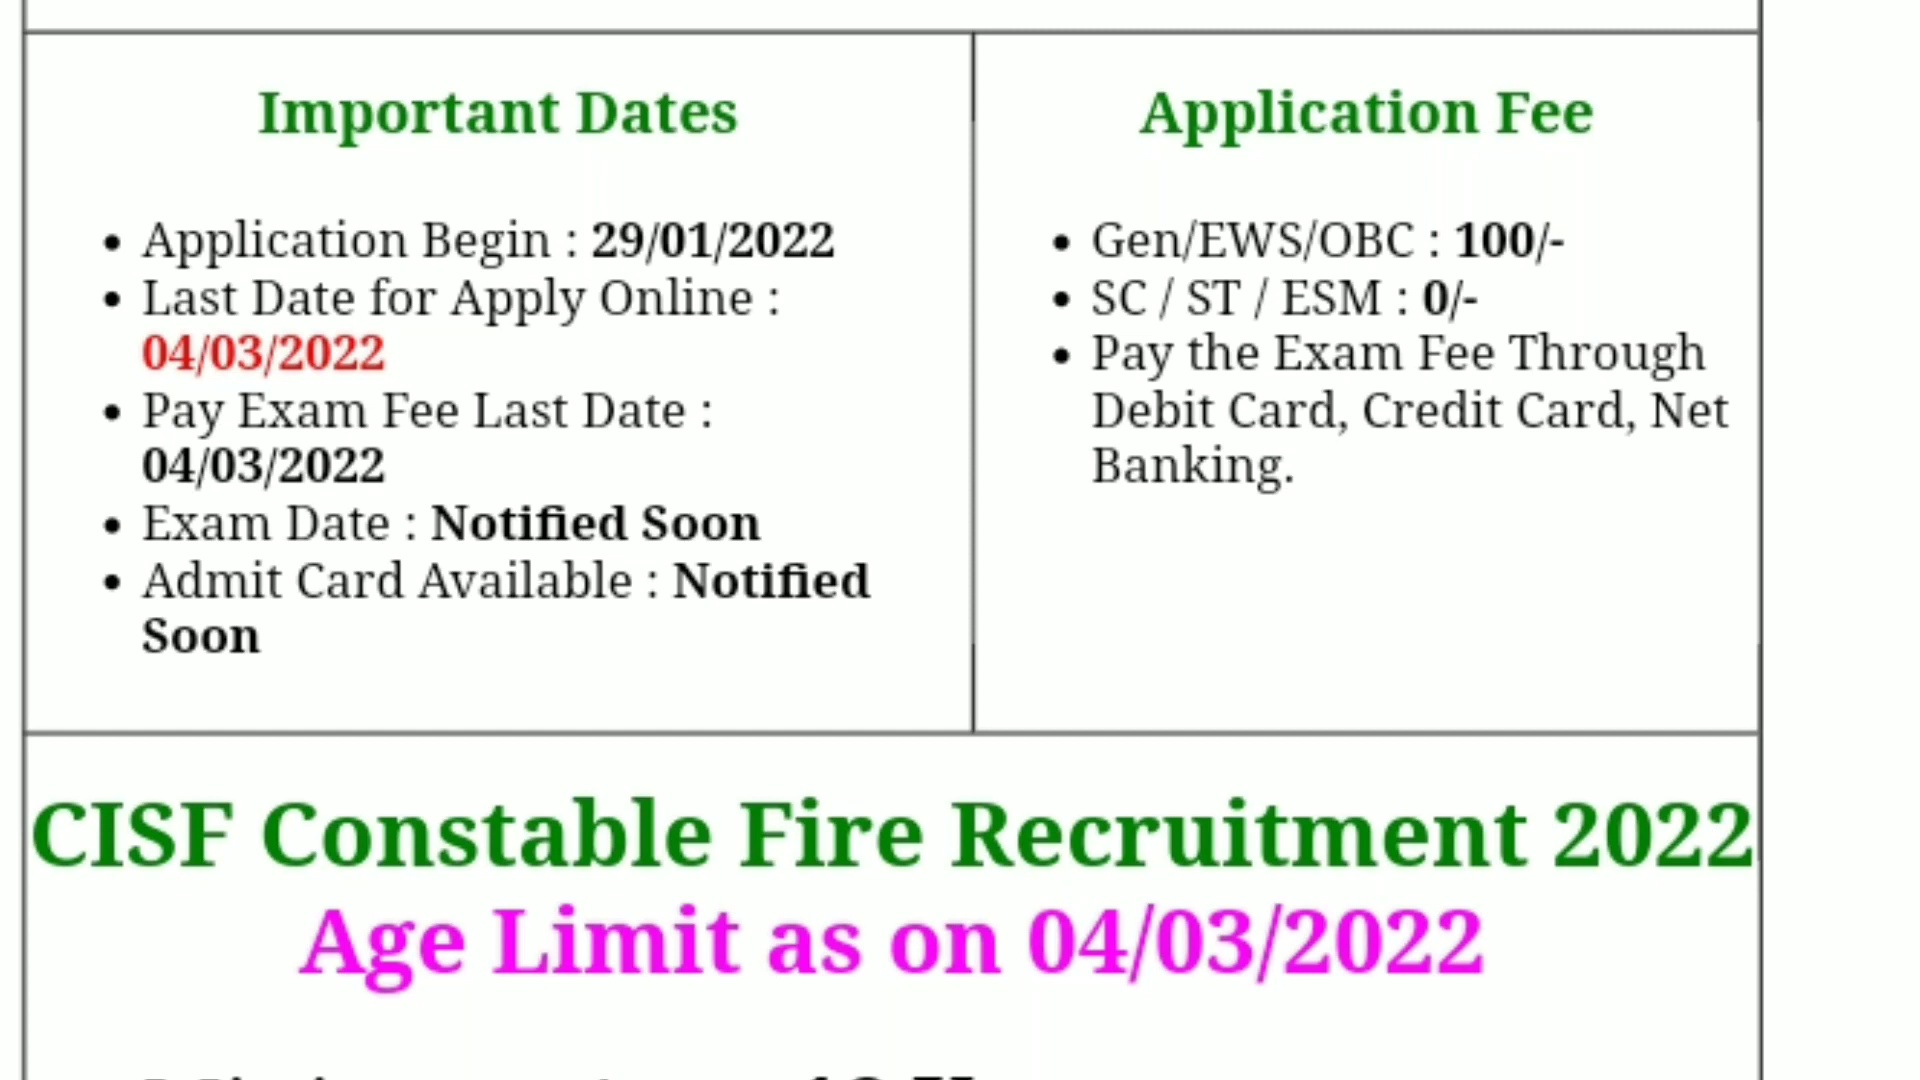 Important Dates
Application Begin : 29/01/2022
Last Date for Apply Online :
04/03/2022
Pay Exam Fee Last Date :
04/03/2022
Exam Date : Notified Soon
Admit Card Available : Notified
Soon
Application Fee
Gen/EWS/OBC : 100/-
SC / ST / ESM : 0/-
Pay the Exam Fee Through
Debit Card, Credit Card, Net
Banking.
CISF Constable Fire Recruitment 2022
Age Limit as on 04/03/2022